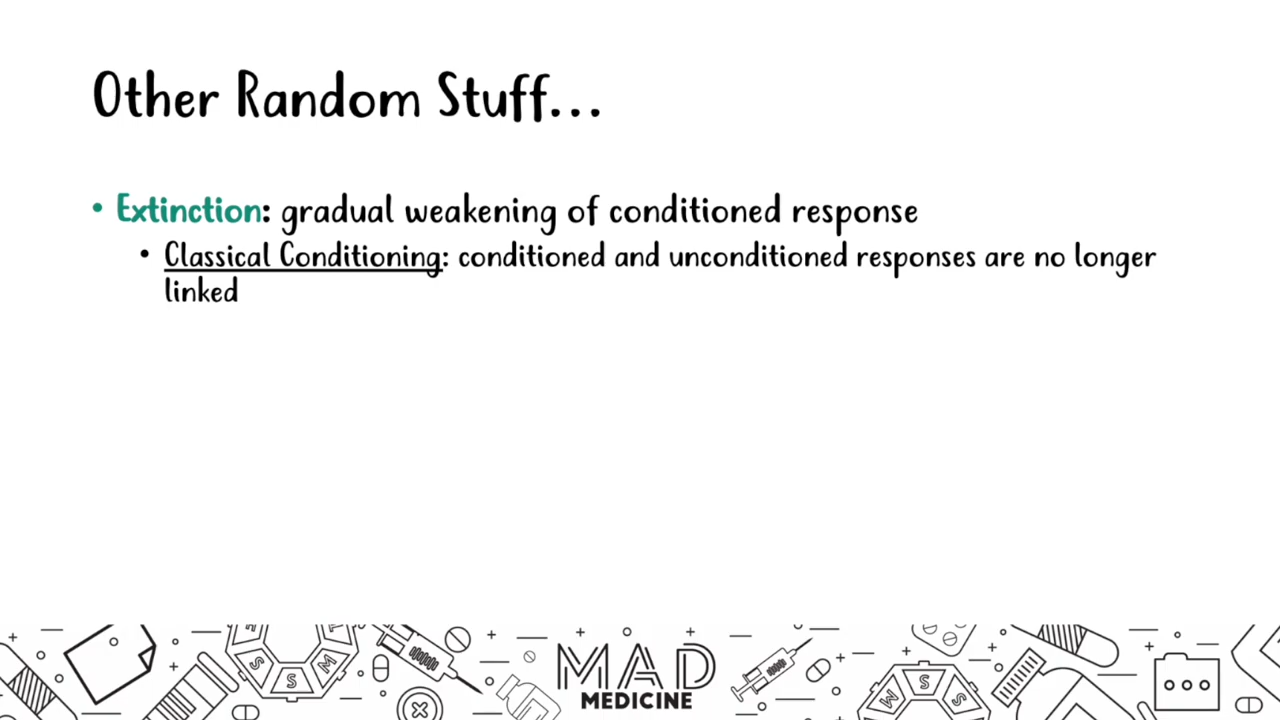 Other Random Stuff...
• Extinction: gradual weakening of conditioned response
• Classical Conditioning: conditioned and unconditioned responses are no longer
linked
S S M
M S S
MAD
MEDICINE